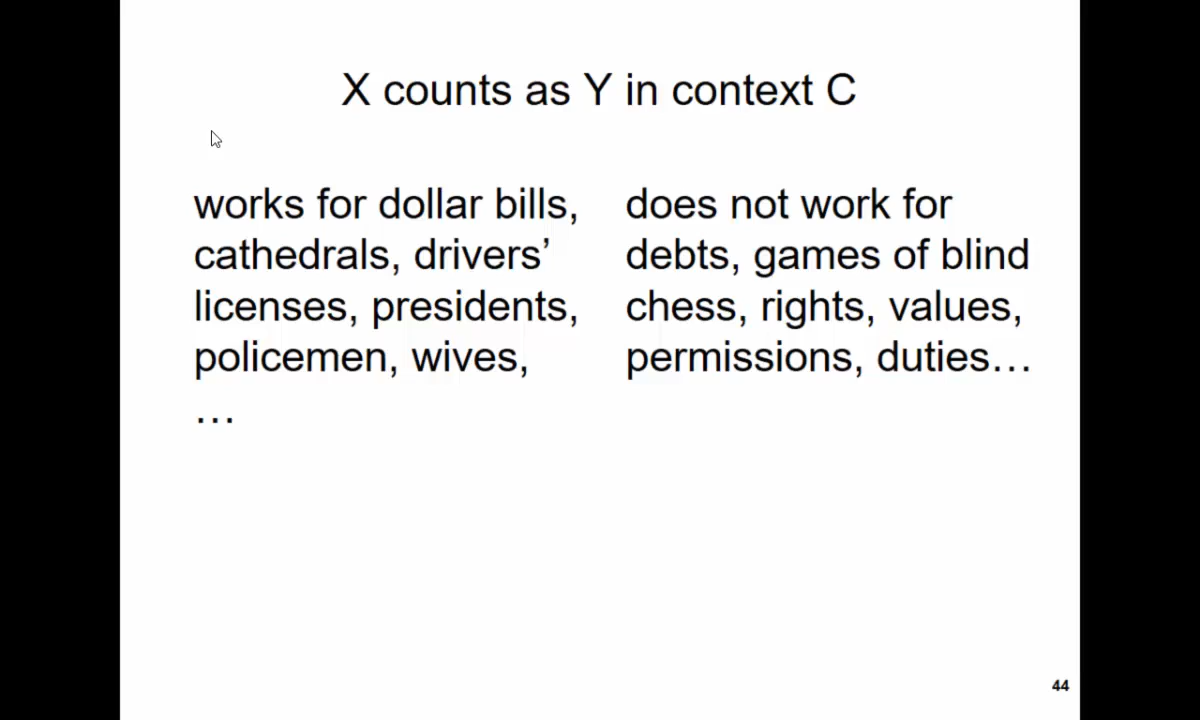 X counts as Y in context C
works for dollar bills,
cathedrals, drivers’
licenses, presidents,
policemen, wives,
…
does not work for
debts, games of blind
chess, rights, values,
permissions, duties…
44